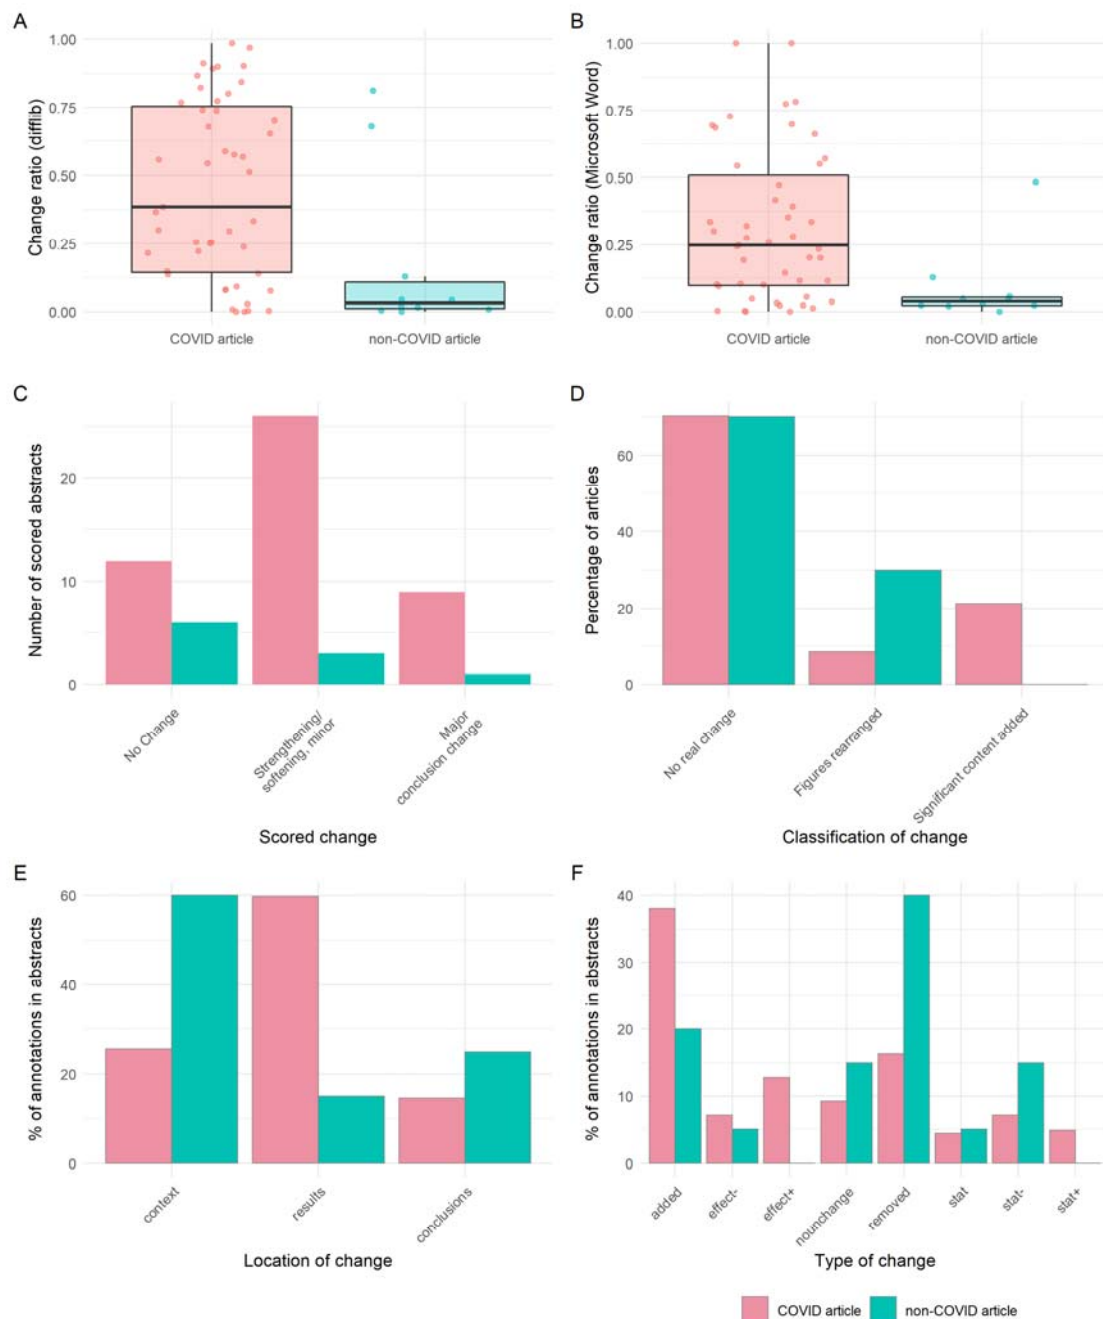 A
Change ratio (difflib)
1.00
0.75
0.50
0.25
0.00
COVID article
non-COVID article
B
Change ratio (Microsoft Word)
1.00
0.75
0.50
0.25
0.00
COVID article
non-COVID article
C
Number of scored abstracts
20
10
0
No Change
Strengthening/
softening, minor
Major
conclusion change
Scored change
D
Percentage of articles
60
40
20
0
No real change
Figures rearranged
Significant content added
Classification of change
E
% of annotations in abstracts
60
40
20
0
context
results
conclusions
Location of change
F
% of annotations in abstracts
40
30
20
10
0
added
effect-
effect+
nounchange
removed
stat
stat-
stat+
Type of change
COVID article
non-COVID article